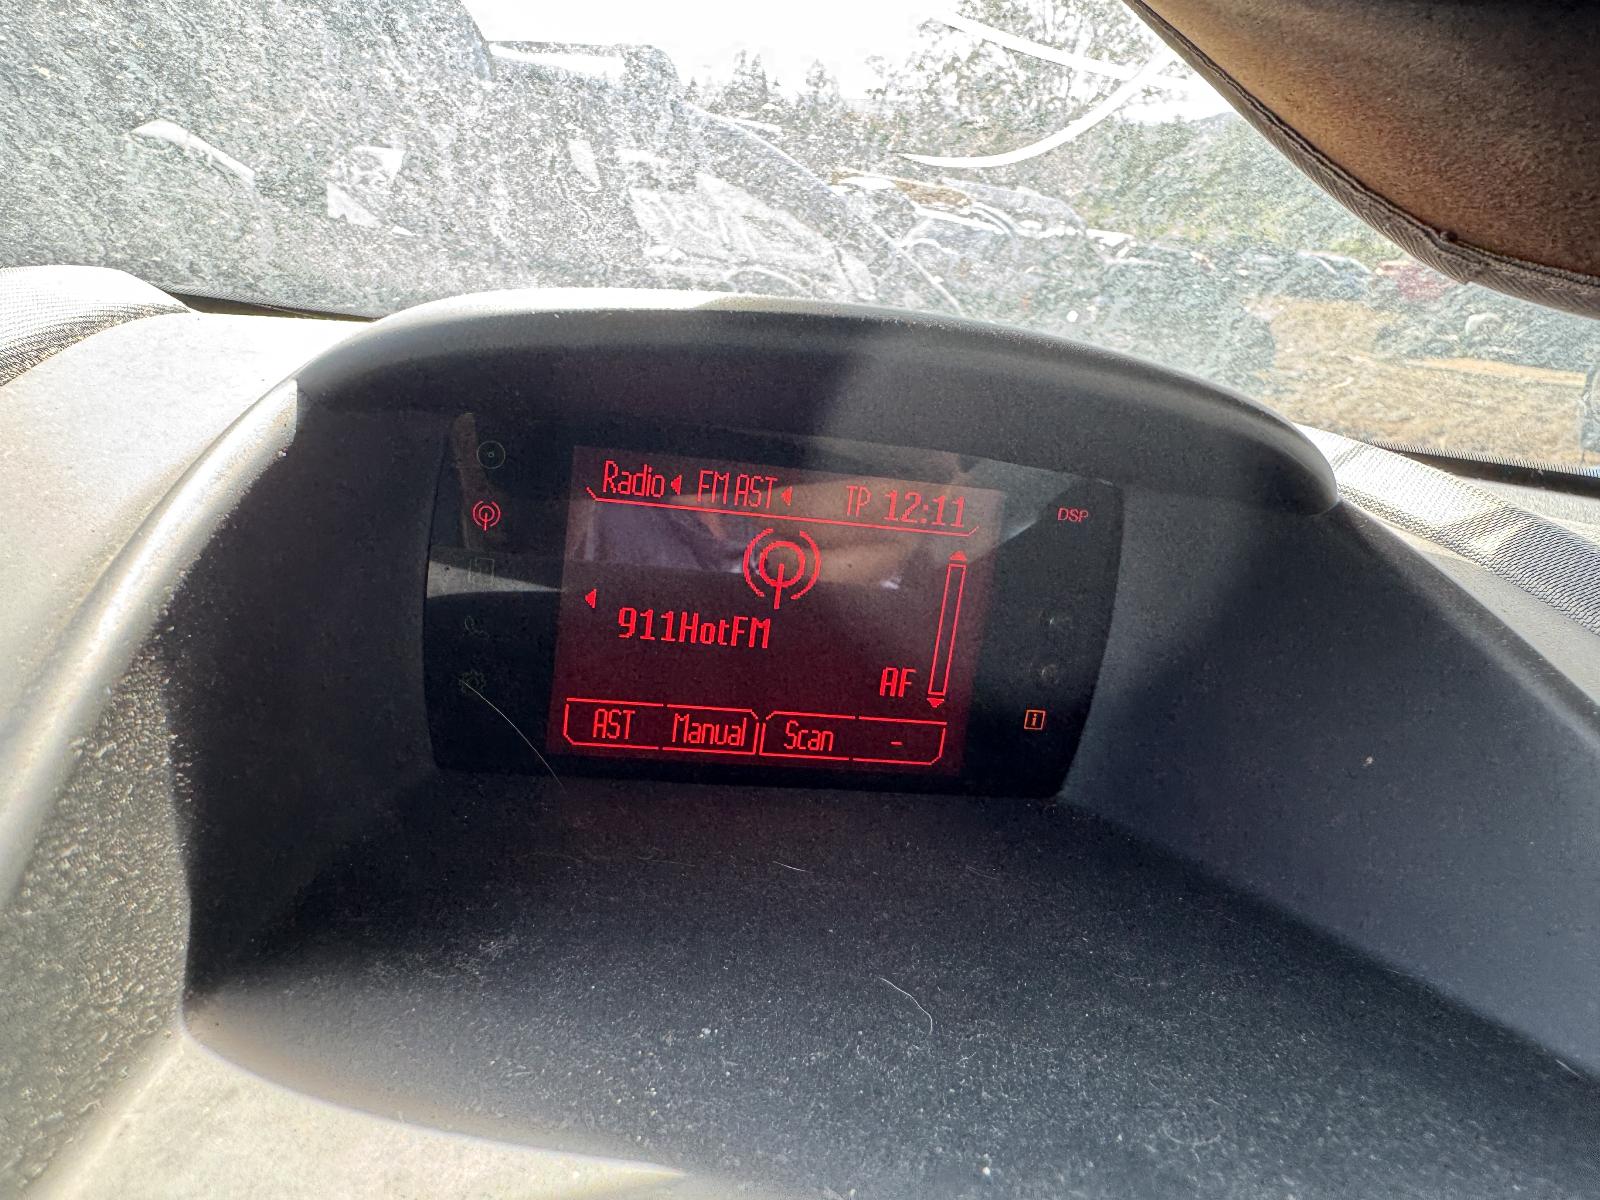 Radio FM AST TP 12:11
DSP
911HotFM
AF
i
AST Manual Scan -